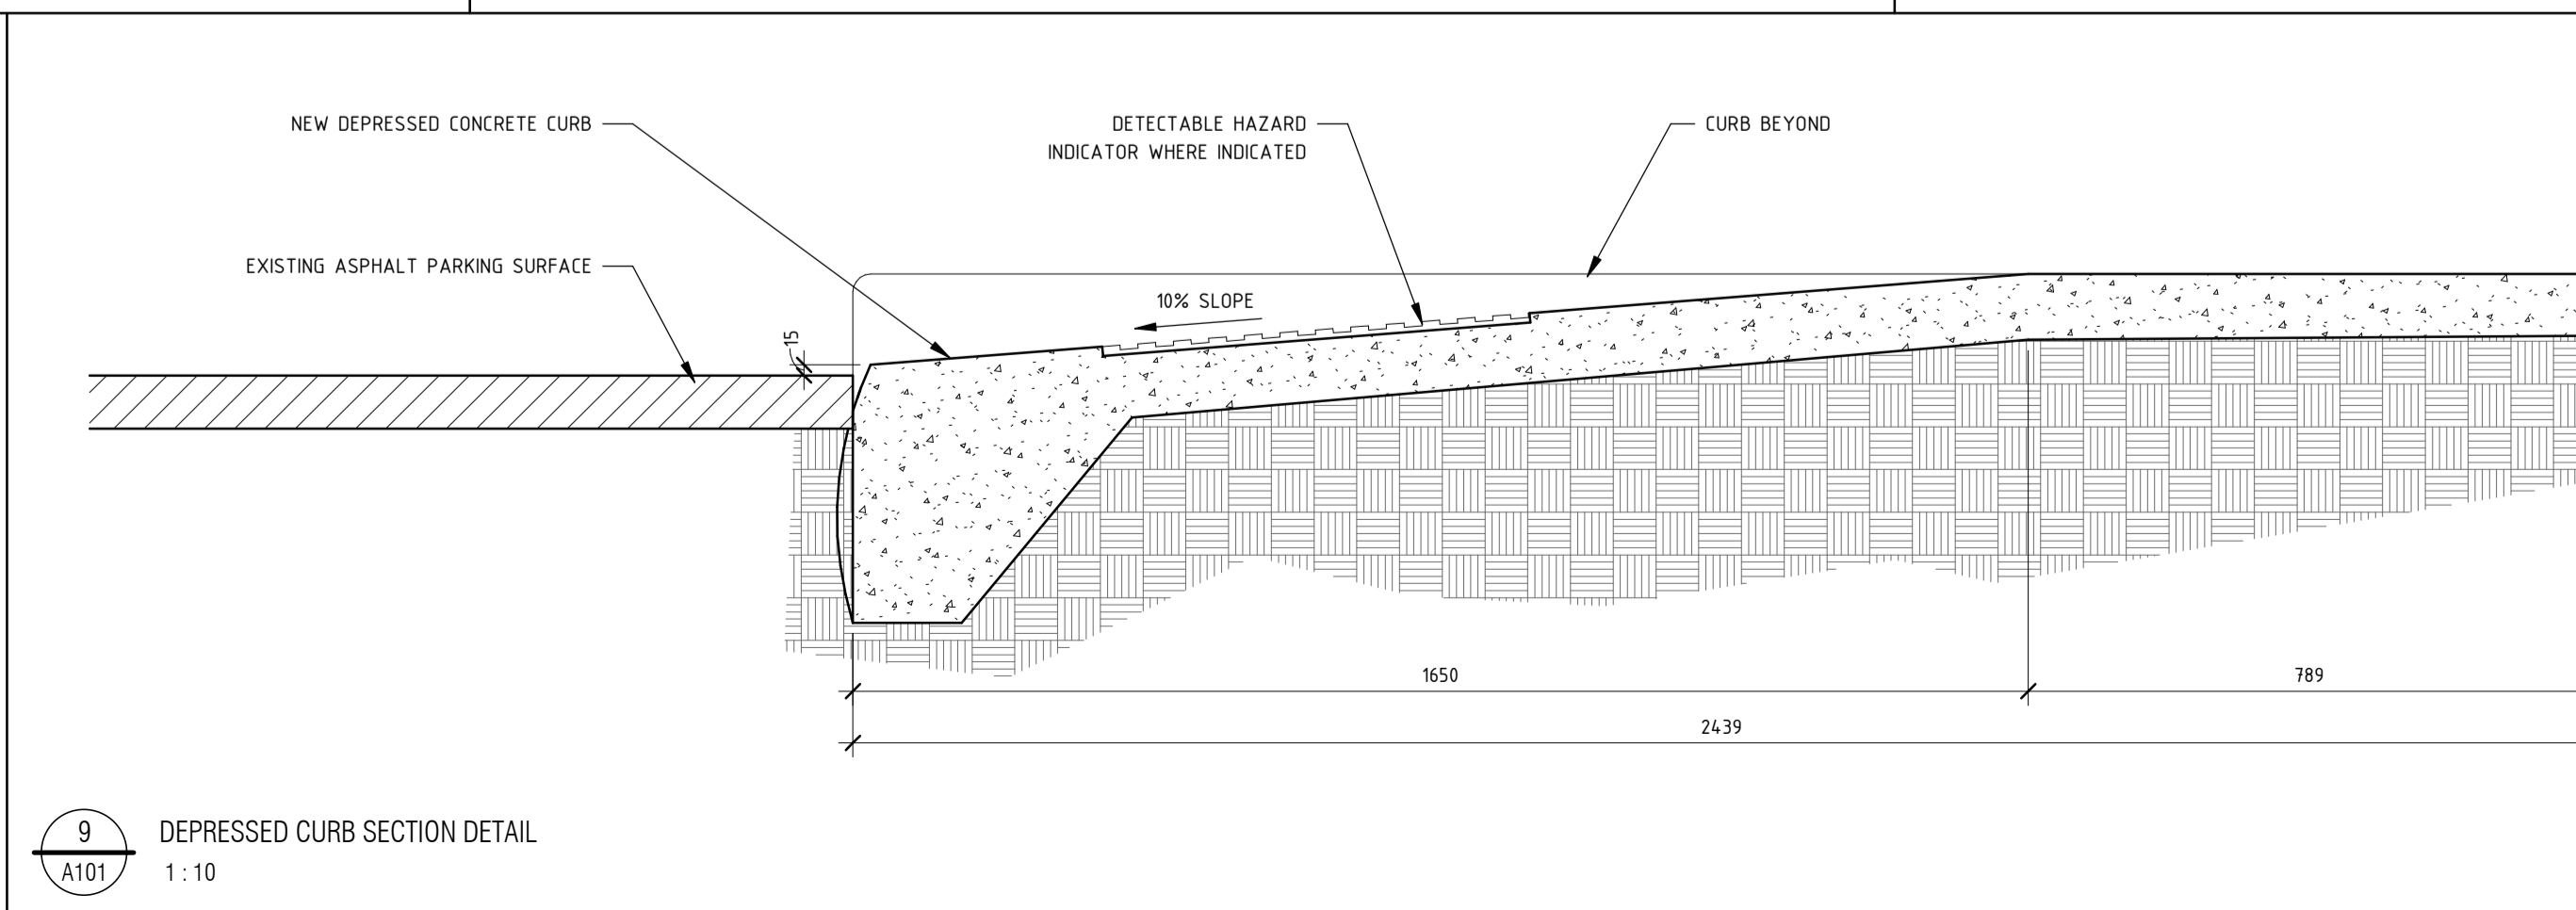 NEW DEPRESSED CONCRETE CURB
DETECTABLE HAZARD
INDICATOR WHERE INDICATED
CURB BEYOND
EXISTING ASPHALT PARKING SURFACE
10% SLOPE
15
1650
789
2439
9
A101
DEPRESSED CURB SECTION DETAIL
1 : 10